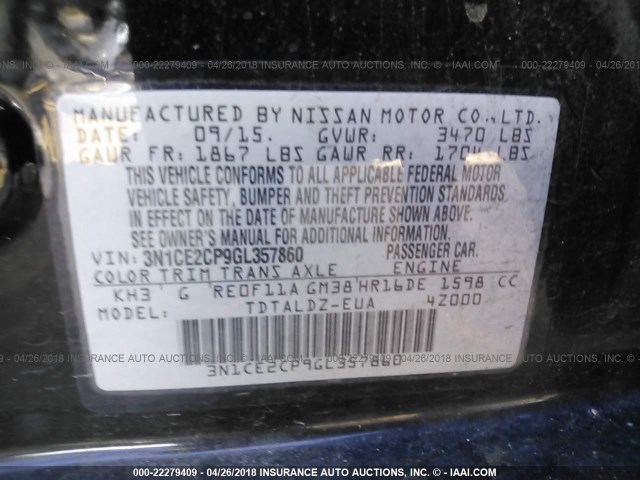 000-22279409 - 04/26/2018 INSURANCE AUTO AUCTIONS, INC. - © IAAI.COM
MANUFACTURED BY NISSAN MOTOR CO., LTD.
DATE: 09/15. GVWR: 3470 LBS
GAWR FR: 1867 LBS GAWR RR: 1704 LBS
THIS VEHICLE CONFORMS TO ALL APPLICABLE FEDERAL MOTOR
VEHICLE SAFETY, BUMPER AND THEFT PREVENTION STANDARDS
IN EFFECT ON THE DATE OF MANUFACTURE SHOWN ABOVE.
SEE OWNER'S MANUAL FOR ADDITIONAL INFORMATION.
VIN: 3N1CE2CP9GL357860 PASSENGER CAR.
COLOR TRIM TRANS AXLE ENGINE
KH3 G RE0F11A GM38 HR16DE 1598 CC
MODEL: TDTALDZ-EUA 4Z000
3N1CE2CP9GL357860
000-22279409 - 04/26/2018 INSURANCE AUTO AUCTIONS, INC. - © IAAI.COM